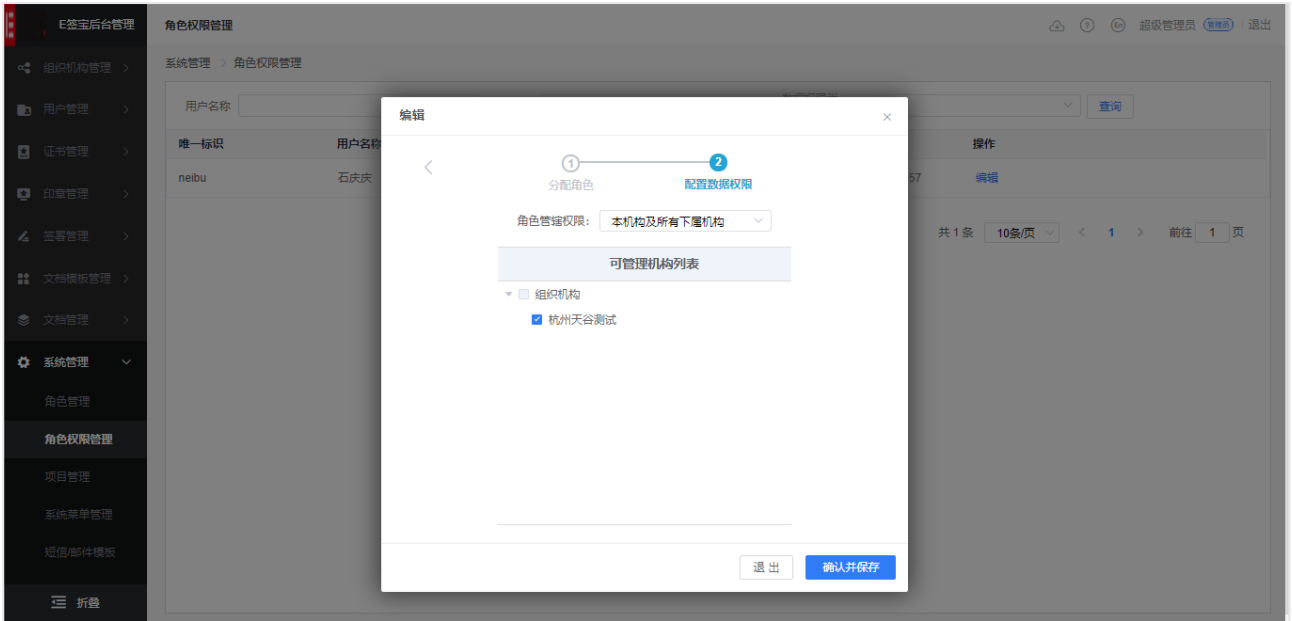 E签宝后台管理
角色权限管理
En
超级管理员
管理员
退出
组织机构管理
系统管理 > 角色权限管理
用户管理
用户名称
查询
证书管理
唯一标识
用户名称
操作
印章管理
neibu
石庆庆
57
编辑
签署管理
共 1 条
10条/页
1
前往 1 页
文档模板管理
文档管理
系统管理
角色管理
角色权限管理
项目管理
系统菜单管理
短信/邮件模板
折叠
编辑
1
2
分配角色
配置数据权限
角色管辖权限:
本机构及所有下属机构
可管理机构列表
组织机构
杭州天谷测试
退 出
确认并保存